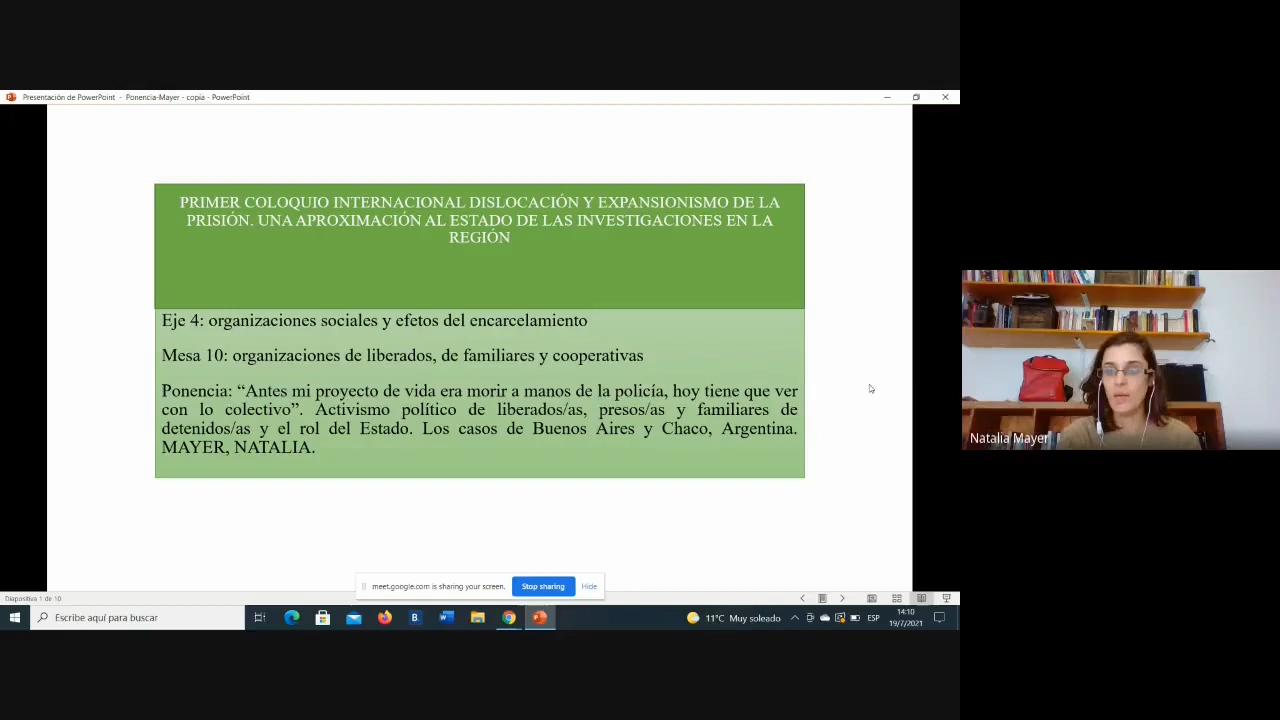 Presentación de PowerPoint - Ponencia-Mayer - copia - PowerPoint
PRIMER COLOQUIO INTERNACIONAL DISLOCACIÓN Y EXPANSIONISMO DE LA
PRISIÓN. UNA APROXIMACIÓN AL ESTADO DE LAS INVESTIGACIONES EN LA
REGIÓN
Eje 4: organizaciones sociales y efetos del encarcelamiento
Mesa 10: organizaciones de liberados, de familiares y cooperativas
Ponencia: “Antes mi proyecto de vida era morir a manos de la policía, hoy tiene que ver
con lo colectivo”. Activismo político de liberados/as, presos/as y familiares de
detenidos/as y el rol del Estado. Los casos de Buenos Aires y Chaco, Argentina.
MAYER, NATALIA.
Natalia Mayer
meet.google.com is sharing your screen.
Stop sharing
Hide
Diapositiva 1 de 10
Escribe aquí para buscar
11°C Muy soleado
ESP
14:10
19/7/2021